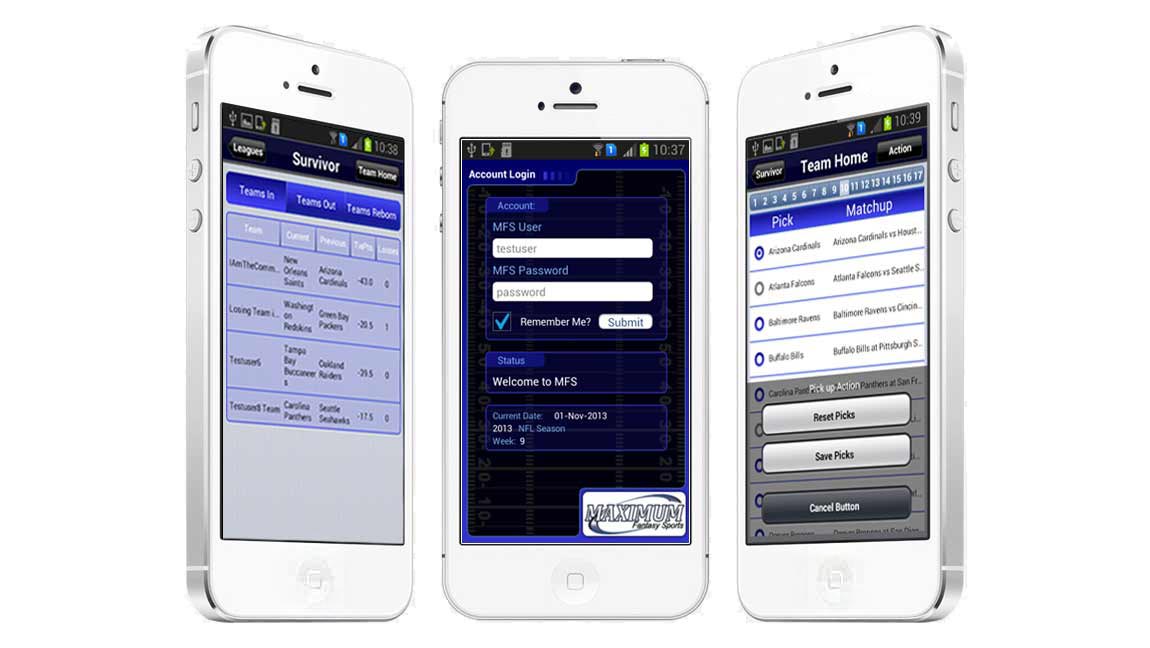 10:38
Leagues
Survivor
Team Home
Teams In
Teams Out
Teams Reborn
Team Current Previous TiePts Losses
IAmTheComm... New Orleans Saints Arizona Cardinals -43.0 0
Losing Team i... Washingt on Redskins Green Bay Packers -20.5 1
Testuser5 Tampa Bay Buccaneer s Oakland Raiders -39.5 0
Testuser8 Team Carolina Panthers Seattle Seahawks -17.5 0
10:37
Account Login
Account:
MFS User
testuser
MFS Password
password
Remember Me? Submit
Status
Welcome to MFS
Current Date: 01-Nov-2013
2013 NFL Season
Week: 9
MAXIMUM
Fantasy Sports
10:39
Survivor
Team Home
Action
1 2 3 4 5 6 7 8 9 10 11 12 13 14 15 16 17
Pick Matchup
Arizona Cardinals Arizona Cardinals vs Houst...
Atlanta Falcons Atlanta Falcons vs Seattle S...
Baltimore Ravens Baltimore Ravens vs Cincin...
Buffalo Bills Buffalo Bills at Pittsburgh S...
Carolina Pant Panthers at San Fr...
Pick up Action
Reset Picks
Save Picks
Cancel Button